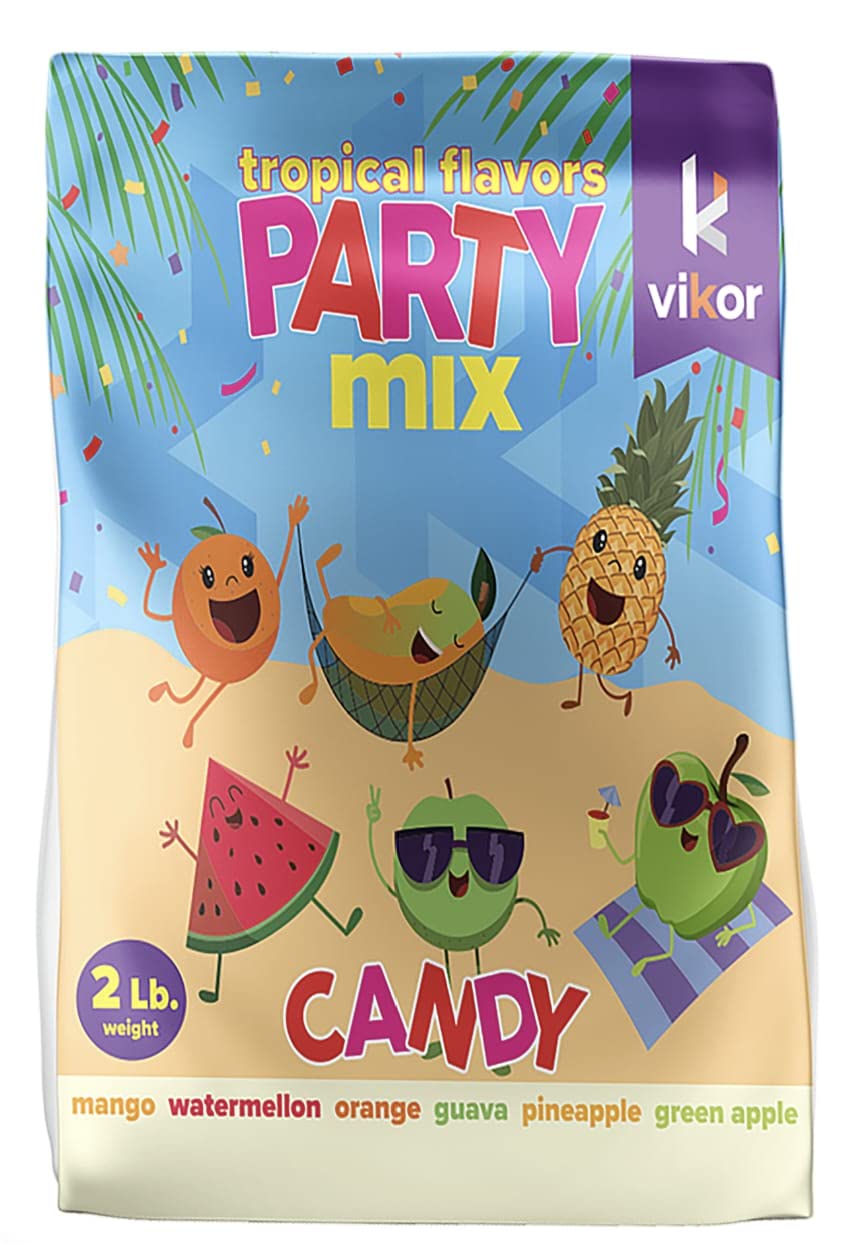 tropical flavors
PARTY
mix
vikor
CANDY
2 Lb.
weight
mango watermellon orange guava pineapple green apple